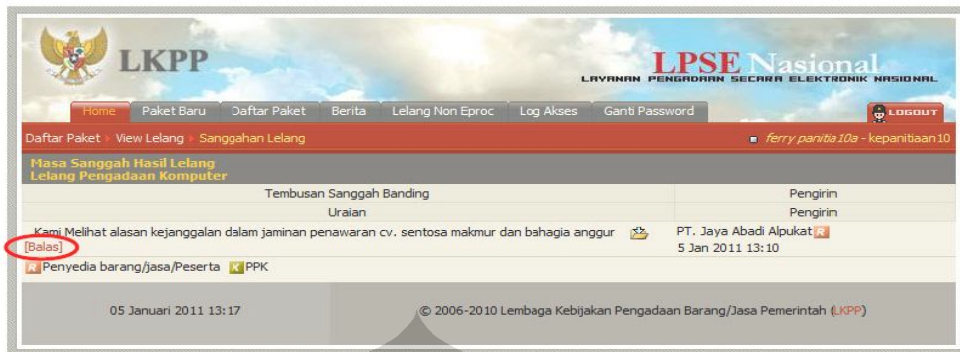 LKPP
LPSE Nasional
LAYANAN PENGADAAN SECARA ELEKTRONIK NASIONAL
Home Paket Baru Daftar Paket Berita Lelang Non Eproc Log Akses Ganti Password LOGOUT
Daftar Paket View Lelang Sanggahan Lelang ferry panitia 10a - kepanitiaan 10
Masa Sanggah Hasil Lelang
Lelang Pengadaan Komputer
Tembusan Sanggah Banding Pengirin
Uraian Pengirin
Kami Melihat alasan kejanggalan dalam jaminan penawaran cv. sentosa makmur dan bahagia anggur PT. Jaya Abadi Alpukat R
[Balas] 5 Jan 2011 13:10
R Penyedia barang/jasa/Peserta K PPK
05 Januari 2011 13:17 © 2006-2010 Lembaga Kebijakan Pengadaan Barang/Jasa Pemerintah (LKPP)